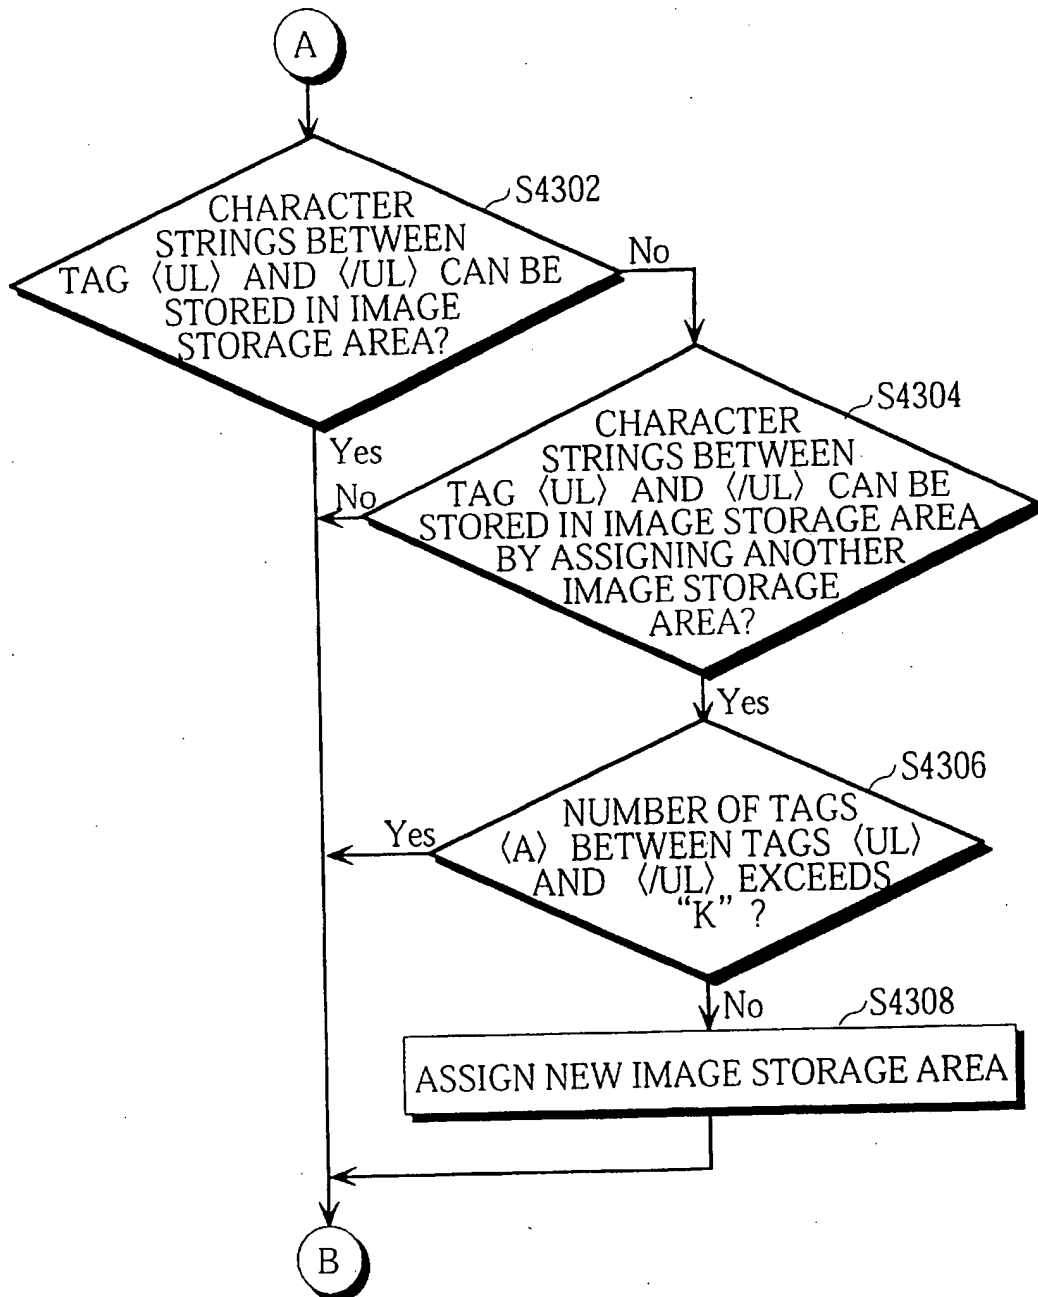 A
S4302
CHARACTER
STRINGS BETWEEN
TAG 〈UL〉 AND 〈/UL〉 CAN BE
STORED IN IMAGE
STORAGE AREA?
No
Yes
S4304
CHARACTER
STRINGS BETWEEN
TAG 〈UL〉 AND 〈/UL〉 CAN BE
STORED IN IMAGE STORAGE AREA
BY ASSIGNING ANOTHER
IMAGE STORAGE
AREA?
No
Yes
S4306
NUMBER OF TAGS
〈A〉 BETWEEN TAGS 〈UL〉
AND 〈/UL〉 EXCEEDS
“K” ?
Yes
No
S4308
ASSIGN NEW IMAGE STORAGE AREA
B